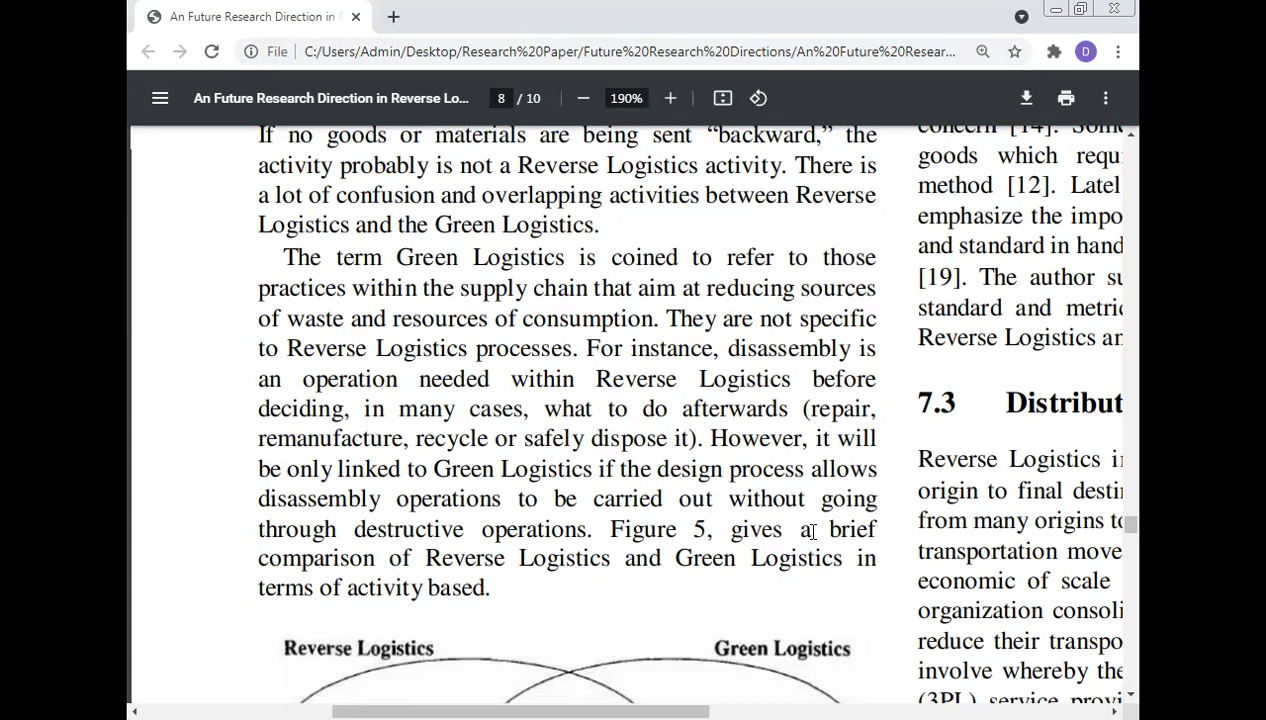 An Future Research Direction in
File C:/Users/Admin/Desktop/Research%20Paper/Future%20Research%20Directions/An%20Future%20Resear...
D
An Future Research Direction in Reverse Lo... 8 / 10 190%
If no goods or materials are being sent “backward,” the
activity probably is not a Reverse Logistics activity. There is
a lot of confusion and overlapping activities between Reverse
Logistics and the Green Logistics.
The term Green Logistics is coined to refer to those
practices within the supply chain that aim at reducing sources
of waste and resources of consumption. They are not specific
to Reverse Logistics processes. For instance, disassembly is
an operation needed within Reverse Logistics before
deciding, in many cases, what to do afterwards (repair,
remanufacture, recycle or safely dispose it). However, it will
be only linked to Green Logistics if the design process allows
disassembly operations to be carried out without going
through destructive operations. Figure 5, gives a brief
comparison of Reverse Logistics and Green Logistics in
terms of activity based.
Reverse Logistics Green Logistics
concern [14]. Some
goods which requ
method [12]. Latel
emphasize the impo
and standard in hand
[19]. The author su
standard and metri
Reverse Logistics an
7.3 Distribut
Reverse Logistics i
origin to final desti
from many origins to
transportation move
economic of scale
organization consoli
reduce their transpo
involve whereby the
(3PL) service provi